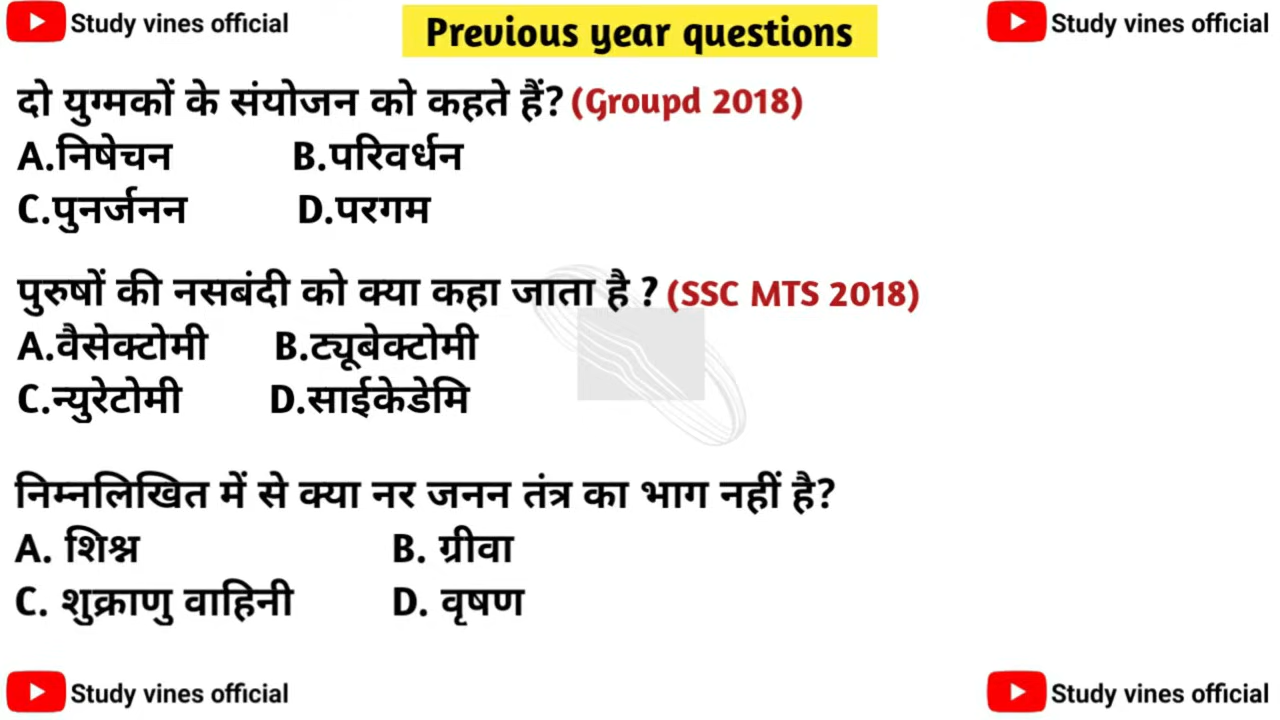 Study vines official Previous year questions Study vines official
दो युग्मकों के संयोजन को कहते हैं? (Groupd 2018)
A.निषेचन B.परिवर्धन
C.पुनर्जनन D.परगम
पुरुषों की नसबंदी को क्या कहा जाता है ? (SSC MTS 2018)
A.वैसेक्टोमी B.ट्यूबेक्टोमी
C.न्युरेटोमी D.साईकेडेमि
निम्नलिखित में से क्या नर जनन तंत्र का भाग नहीं है?
A. शिश्न B. ग्रीवा
C. शुक्राणु वाहिनी D. वृषण
Study vines official Study vines official